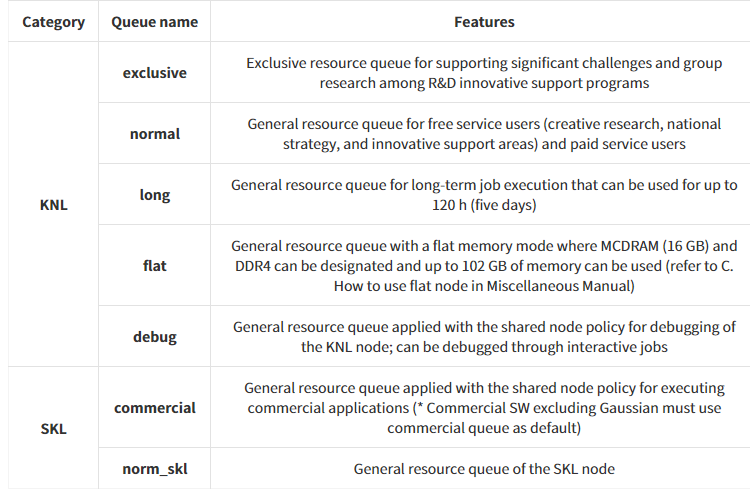 Category Queue name Features
exclusive
Exclusive resource queue for supporting significant challenges and group
research among R&D innovative support programs
normal
General resource queue for free service users (creative research, national
strategy, and innovative support areas) and paid service users
KNL
long
General resource queue for long-term job execution that can be used for up to
120 h (five days)
flat
General resource queue with a flat memory mode where MCDRAM (16 GB) and
DDR4 can be designated and up to 102 GB of memory can be used (refer to C.
How to use flat node in Miscellaneous Manual)
debug
General resource queue applied with the shared node policy for debugging of
the KNL node; can be debugged through interactive jobs
SKL
commercial
General resource queue applied with the shared node policy for executing
commercial applications (* Commercial SW excluding Gaussian must use
commercial queue as default)
norm_skl
General resource queue of the SKL node